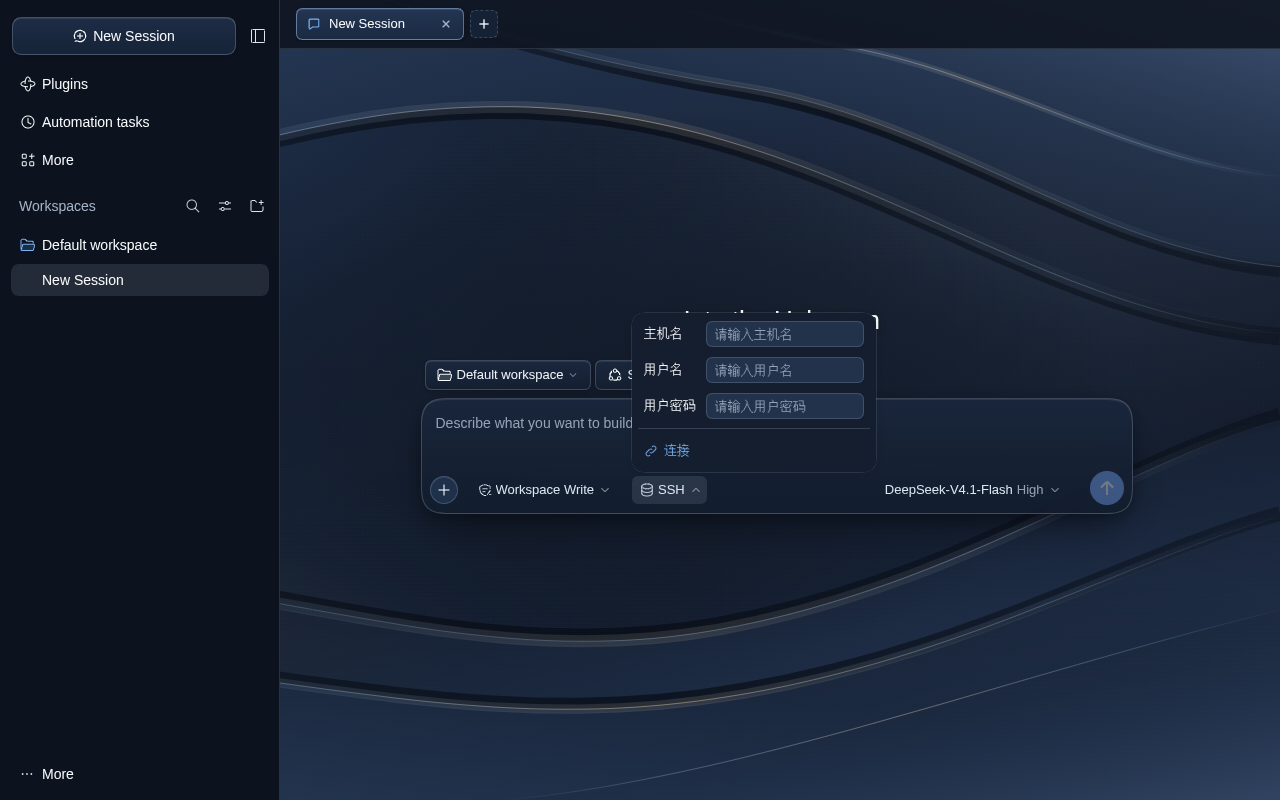 New Session
Plugins
Automation tasks
More
Workspaces
Default workspace
New Session
More
New Session
主机名 请输入主机名
用户名 请输入用户名
用户密码 请输入用户密码
连接
Default workspace
Describe what you want to build
Workspace Write
SSH
DeepSeek-V4.1-Flash High